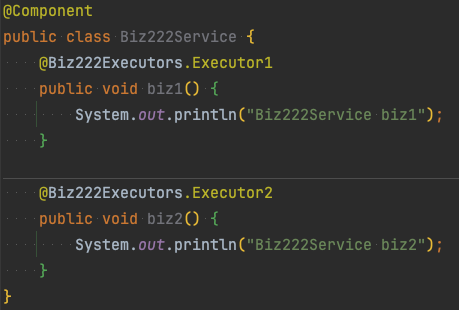 @Component
public class Biz222Service {
    @Biz222Executors.Executor1
    public void biz1() {
        System.out.println("Biz222Service biz1");
    }

    @Biz222Executors.Executor2
    public void biz2() {
        System.out.println("Biz222Service biz2");
    }
}